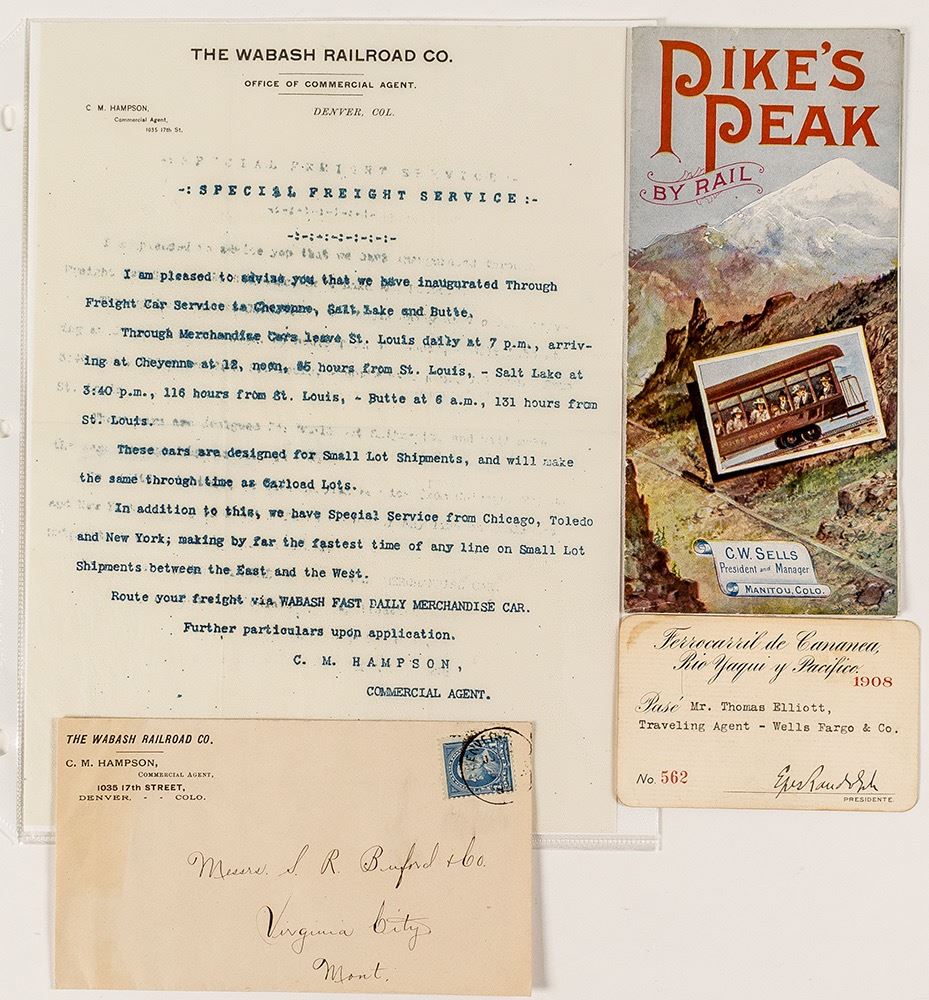 THE WABASH RAILROAD CO.
OFFICE OF COMMERCIAL AGENT.
C. M. HAMPSON,
Commercial Agent,
1035 17th St.
DENVER, COL.
-: SPECIAL FREIGHT SERVICE :-
-:-:-:-:-:-:-
I am pleased to advise you that we have inaugurated Through
Freight Car Service to Cheyenne, Salt Lake and Butte.
Through Merchandise Cars leave St. Louis daily at 7 p.m., arriv-
ing at Cheyenne at 12, noon, 65 hours from St. Louis, - Salt Lake at
3:40 p.m., 116 hours from St. Louis, - Butte at 6 a.m., 131 hours from
St. Louis.
These cars are designed for Small Lot Shipments, and will make
the same through time as Carload Lots.
In addition to this, we have Special Service from Chicago, Toledo
and New York; making by far the fastest time of any line on Small Lot
Shipments between the East and the West.
Route your freight via WABASH FAST DAILY MERCHANDISE CAR.
Further particulars upon application.
C. M. HAMPSON,
COMMERCIAL AGENT.
PIKE'S
PEAK
BY RAIL
C.W. SELLS
President and Manager
MANITOU, COLO.
Ferrocarril de Cananea,
Rio Yaqui y Pacifico.
1908
Pase Mr. Thomas Elliott,
Traveling Agent - Wells Fargo & Co.
No. 562
Epes Randolph
PRESIDENTE.
THE WABASH RAILROAD CO.
C. M. HAMPSON,
COMMERCIAL AGENT,
1035 17th STREET,
DENVER, - - COLO.
Messrs. S. R. Buford & Co.
Virginia City
Mont.